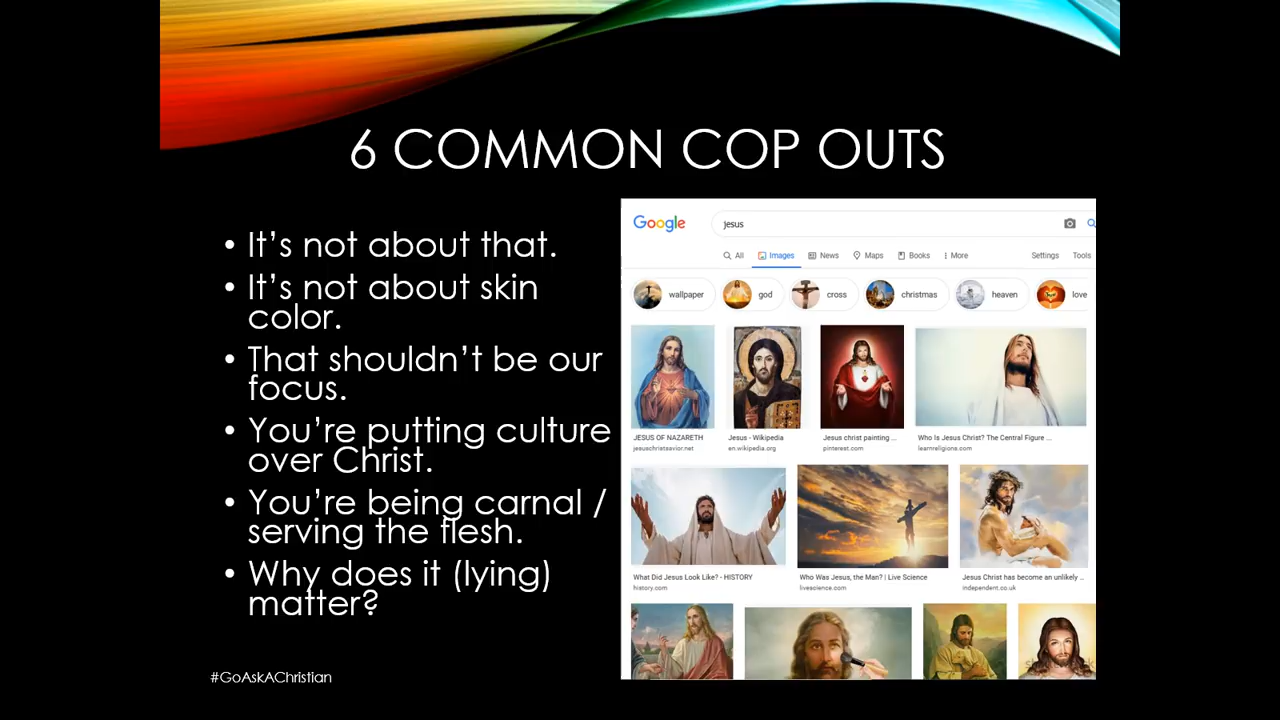 6 COMMON COP OUTS
• It's not about that.
• It's not about skin
color.
• That shouldn't be our
focus.
• You're putting culture
over Christ.
• You're being carnal /
serving the flesh.
• Why does it (lying)
matter?
#GoAskAChristian
Google
jesus
All Images News Maps Books More Settings Tools
wallpaper god cross christmas heaven love
JESUS OF NAZARETH
jesuschristsavior.net
Jesus - Wikipedia
en.wikipedia.org
Jesus christ painting ...
pinterest.com
Who Is Jesus Christ? The Central Figure ...
learnreligions.com
What Did Jesus Look Like? - HISTORY
history.com
Who Was Jesus, the Man? | Live Science
livescience.com
Jesus Christ has become an unlikely ...
independent.co.uk